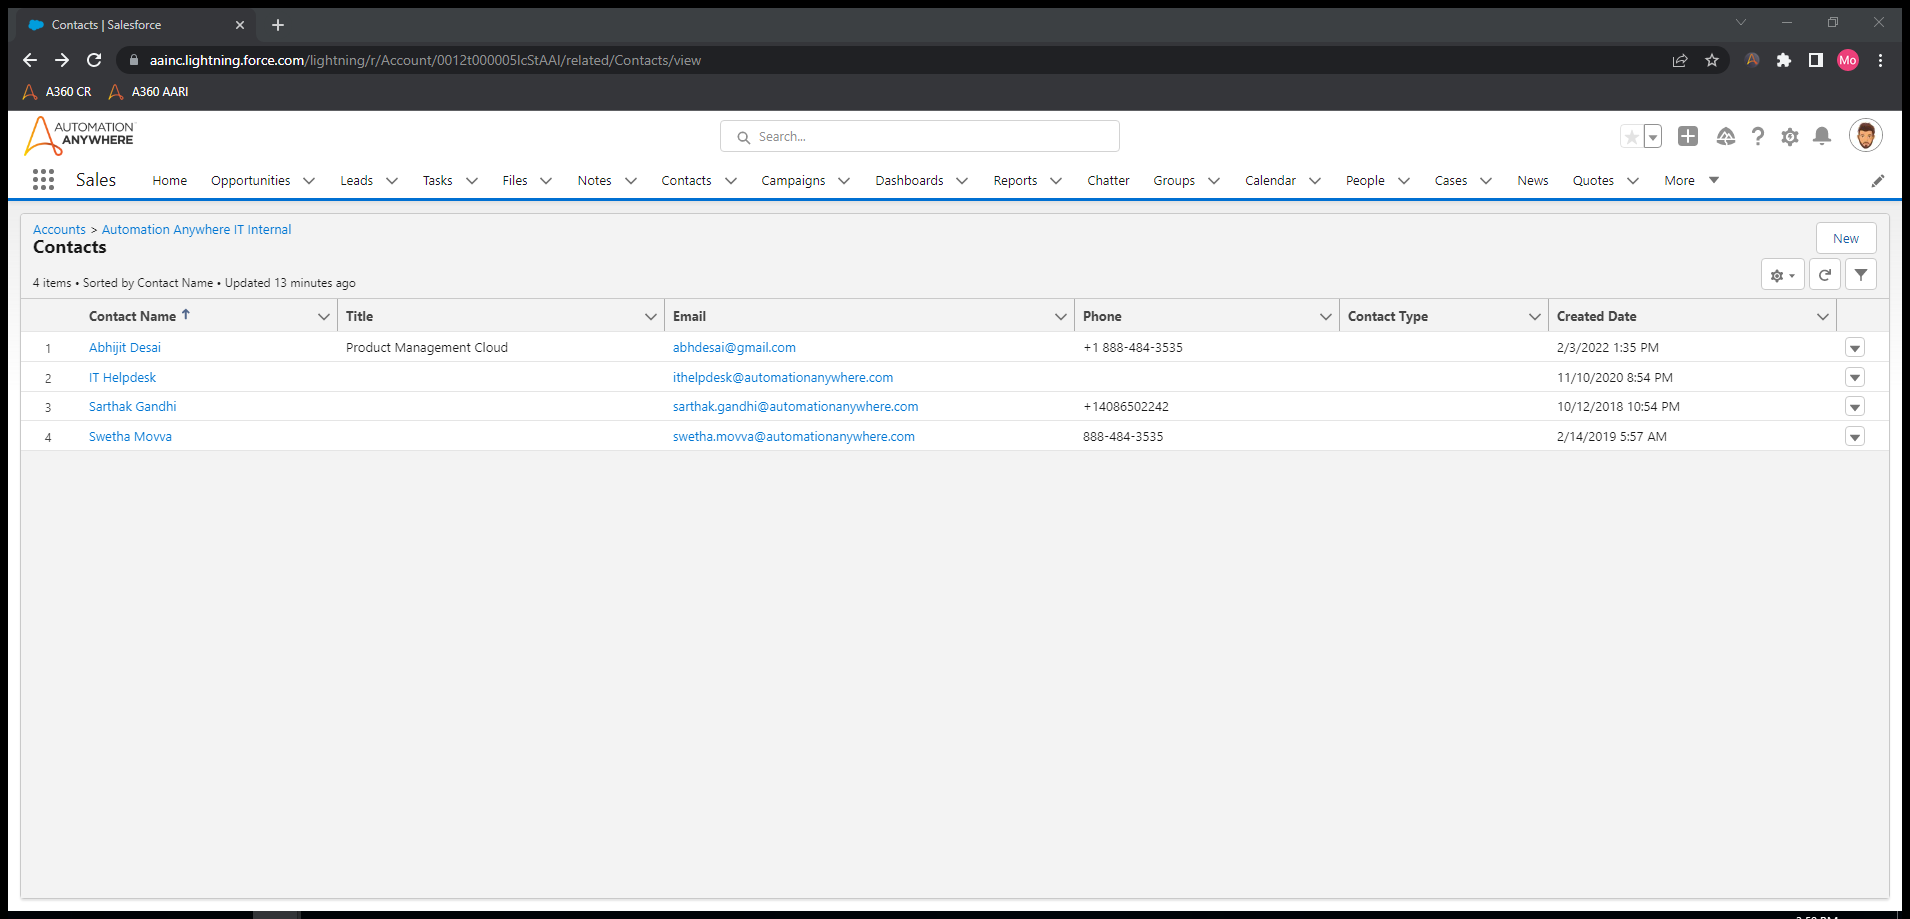 Contacts | Salesforce
aainc.lightning.force.com/lightning/r/Account/0012t000005lcStAAI/related/Contacts/view
Mo
A360 CR A360 AARI
AUTOMATION
ANYWHERE
Search...
Sales Home Opportunities Leads Tasks Files Notes Contacts Campaigns Dashboards Reports Chatter Groups Calendar People Cases News Quotes More
Accounts > Automation Anywhere IT Internal
Contacts
New
4 items • Sorted by Contact Name • Updated 13 minutes ago
Contact Name Title Email Phone Contact Type Created Date
1 Abhijit Desai Product Management Cloud abhdesai@gmail.com +1 888-484-3535 2/3/2022 1:35 PM
2 IT Helpdesk ithelpdesk@automationanywhere.com 11/10/2020 8:54 PM
3 Sarthak Gandhi sarthak.gandhi@automationanywhere.com +14086502242 10/12/2018 10:54 PM
4 Swetha Movva swetha.movva@automationanywhere.com 888-484-3535 2/14/2019 5:57 AM